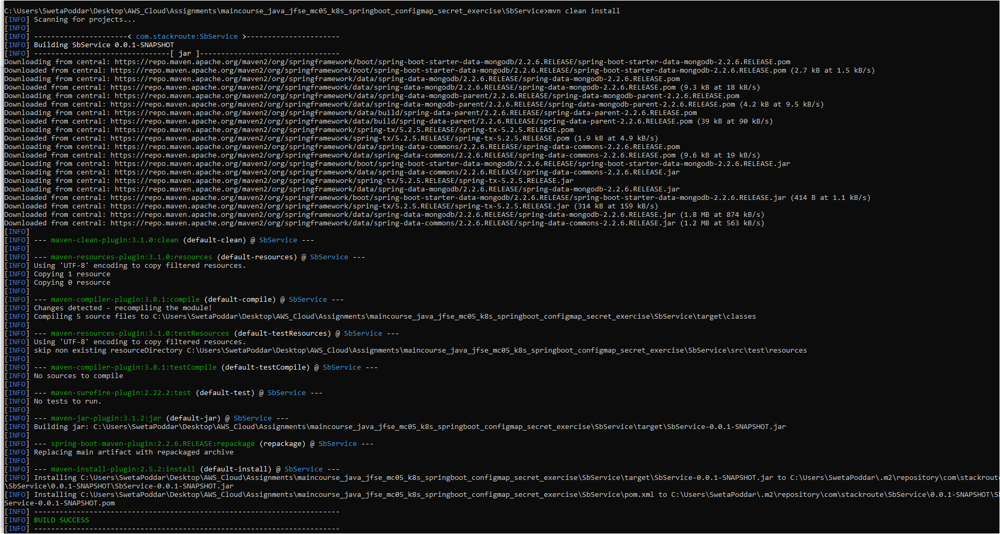 C:\Users\SwetaPoddar\Desktop\AWS_Cloud\Assignments\maincourse_java_jfse_mc05_k8s_springboot_configmap_secret_exercise\SbService>mvn clean install
[INFO] Scanning for projects...
[INFO]
[INFO] ----------------------< com.stackroute:SbService >----------------------
[INFO] Building SbService 0.0.1-SNAPSHOT
[INFO] --------------------------------[ jar ]---------------------------------
Downloading from central: https://repo.maven.apache.org/maven2/org/springframework/boot/spring-boot-starter-data-mongodb/2.2.6.RELEASE/spring-boot-starter-data-mongodb-2.2.6.RELEASE.pom
Downloaded from central: https://repo.maven.apache.org/maven2/org/springframework/boot/spring-boot-starter-data-mongodb/2.2.6.RELEASE/spring-boot-starter-data-mongodb-2.2.6.RELEASE.pom (2.7 kB at 1.5 kB/s)
Downloading from central: https://repo.maven.apache.org/maven2/org/springframework/data/spring-data-mongodb/2.2.6.RELEASE/spring-data-mongodb-2.2.6.RELEASE.pom
Downloaded from central: https://repo.maven.apache.org/maven2/org/springframework/data/spring-data-mongodb/2.2.6.RELEASE/spring-data-mongodb-2.2.6.RELEASE.pom (9.3 kB at 18 kB/s)
Downloading from central: https://repo.maven.apache.org/maven2/org/springframework/data/spring-data-mongodb-parent/2.2.6.RELEASE/spring-data-mongodb-parent-2.2.6.RELEASE.pom
Downloaded from central: https://repo.maven.apache.org/maven2/org/springframework/data/spring-data-mongodb-parent/2.2.6.RELEASE/spring-data-mongodb-parent-2.2.6.RELEASE.pom (4.2 kB at 9.5 kB/s)
Downloading from central: https://repo.maven.apache.org/maven2/org/springframework/data/build/spring-data-parent/2.2.6.RELEASE/spring-data-parent-2.2.6.RELEASE.pom
Downloaded from central: https://repo.maven.apache.org/maven2/org/springframework/data/build/spring-data-parent/2.2.6.RELEASE/spring-data-parent-2.2.6.RELEASE.pom (39 kB at 90 kB/s)
Downloading from central: https://repo.maven.apache.org/maven2/org/springframework/spring-tx/5.2.5.RELEASE/spring-tx-5.2.5.RELEASE.pom
Downloaded from central: https://repo.maven.apache.org/maven2/org/springframework/spring-tx/5.2.5.RELEASE/spring-tx-5.2.5.RELEASE.pom (1.9 kB at 4.9 kB/s)
Downloading from central: https://repo.maven.apache.org/maven2/org/springframework/data/spring-data-commons/2.2.6.RELEASE/spring-data-commons-2.2.6.RELEASE.pom
Downloaded from central: https://repo.maven.apache.org/maven2/org/springframework/data/spring-data-commons/2.2.6.RELEASE/spring-data-commons-2.2.6.RELEASE.pom (9.6 kB at 19 kB/s)
Downloading from central: https://repo.maven.apache.org/maven2/org/springframework/boot/spring-boot-starter-data-mongodb/2.2.6.RELEASE/spring-boot-starter-data-mongodb-2.2.6.RELEASE.jar
Downloading from central: https://repo.maven.apache.org/maven2/org/springframework/data/spring-data-commons/2.2.6.RELEASE/spring-data-commons-2.2.6.RELEASE.jar
Downloading from central: https://repo.maven.apache.org/maven2/org/springframework/spring-tx/5.2.5.RELEASE/spring-tx-5.2.5.RELEASE.jar
Downloading from central: https://repo.maven.apache.org/maven2/org/springframework/data/spring-data-mongodb/2.2.6.RELEASE/spring-data-mongodb-2.2.6.RELEASE.jar
Downloaded from central: https://repo.maven.apache.org/maven2/org/springframework/boot/spring-boot-starter-data-mongodb/2.2.6.RELEASE/spring-boot-starter-data-mongodb-2.2.6.RELEASE.jar (414 B at 1.1 kB/s)
Downloaded from central: https://repo.maven.apache.org/maven2/org/springframework/spring-tx/5.2.5.RELEASE/spring-tx-5.2.5.RELEASE.jar (314 kB at 159 kB/s)
Downloaded from central: https://repo.maven.apache.org/maven2/org/springframework/data/spring-data-mongodb/2.2.6.RELEASE/spring-data-mongodb-2.2.6.RELEASE.jar (1.8 MB at 874 kB/s)
Downloaded from central: https://repo.maven.apache.org/maven2/org/springframework/data/spring-data-commons/2.2.6.RELEASE/spring-data-commons-2.2.6.RELEASE.jar (1.2 MB at 563 kB/s)
[INFO]
[INFO] --- maven-clean-plugin:3.1.0:clean (default-clean) @ SbService ---
[INFO]
[INFO] --- maven-resources-plugin:3.1.0:resources (default-resources) @ SbService ---
[INFO] Using 'UTF-8' encoding to copy filtered resources.
[INFO] Copying 1 resource
[INFO] Copying 0 resource
[INFO]
[INFO] --- maven-compiler-plugin:3.8.1:compile (default-compile) @ SbService ---
[INFO] Changes detected - recompiling the module!
[INFO] Compiling 5 source files to C:\Users\SwetaPoddar\Desktop\AWS_Cloud\Assignments\maincourse_java_jfse_mc05_k8s_springboot_configmap_secret_exercise\SbService\target\classes
[INFO]
[INFO] --- maven-resources-plugin:3.1.0:testResources (default-testResources) @ SbService ---
[INFO] Using 'UTF-8' encoding to copy filtered resources.
[INFO] skip non existing resourceDirectory C:\Users\SwetaPoddar\Desktop\AWS_Cloud\Assignments\maincourse_java_jfse_mc05_k8s_springboot_configmap_secret_exercise\SbService\src\test\resources
[INFO]
[INFO] --- maven-compiler-plugin:3.8.1:testCompile (default-testCompile) @ SbService ---
[INFO] No sources to compile
[INFO]
[INFO] --- maven-surefire-plugin:2.22.2:test (default-test) @ SbService ---
[INFO] No tests to run.
[INFO]
[INFO] --- maven-jar-plugin:3.1.2:jar (default-jar) @ SbService ---
[INFO] Building jar: C:\Users\SwetaPoddar\Desktop\AWS_Cloud\Assignments\maincourse_java_jfse_mc05_k8s_springboot_configmap_secret_exercise\SbService\target\SbService-0.0.1-SNAPSHOT.jar
[INFO]
[INFO] --- spring-boot-maven-plugin:2.2.6.RELEASE:repackage (repackage) @ SbService ---
[INFO] Replacing main artifact with repackaged archive
[INFO]
[INFO] --- maven-install-plugin:2.5.2:install (default-install) @ SbService ---
[INFO] Installing C:\Users\SwetaPoddar\Desktop\AWS_Cloud\Assignments\maincourse_java_jfse_mc05_k8s_springboot_configmap_secret_exercise\SbService\target\SbService-0.0.1-SNAPSHOT.jar to C:\Users\SwetaPoddar\.m2\repository\com\stackroute
\SbService\0.0.1-SNAPSHOT\SbService-0.0.1-SNAPSHOT.jar
[INFO] Installing C:\Users\SwetaPoddar\Desktop\AWS_Cloud\Assignments\maincourse_java_jfse_mc05_k8s_springboot_configmap_secret_exercise\SbService\pom.xml to C:\Users\SwetaPoddar\.m2\repository\com\stackroute\SbService\0.0.1-SNAPSHOT\Sb
Service-0.0.1-SNAPSHOT.pom
[INFO] ------------------------------------------------------------------------
[INFO] BUILD SUCCESS
[INFO] ------------------------------------------------------------------------